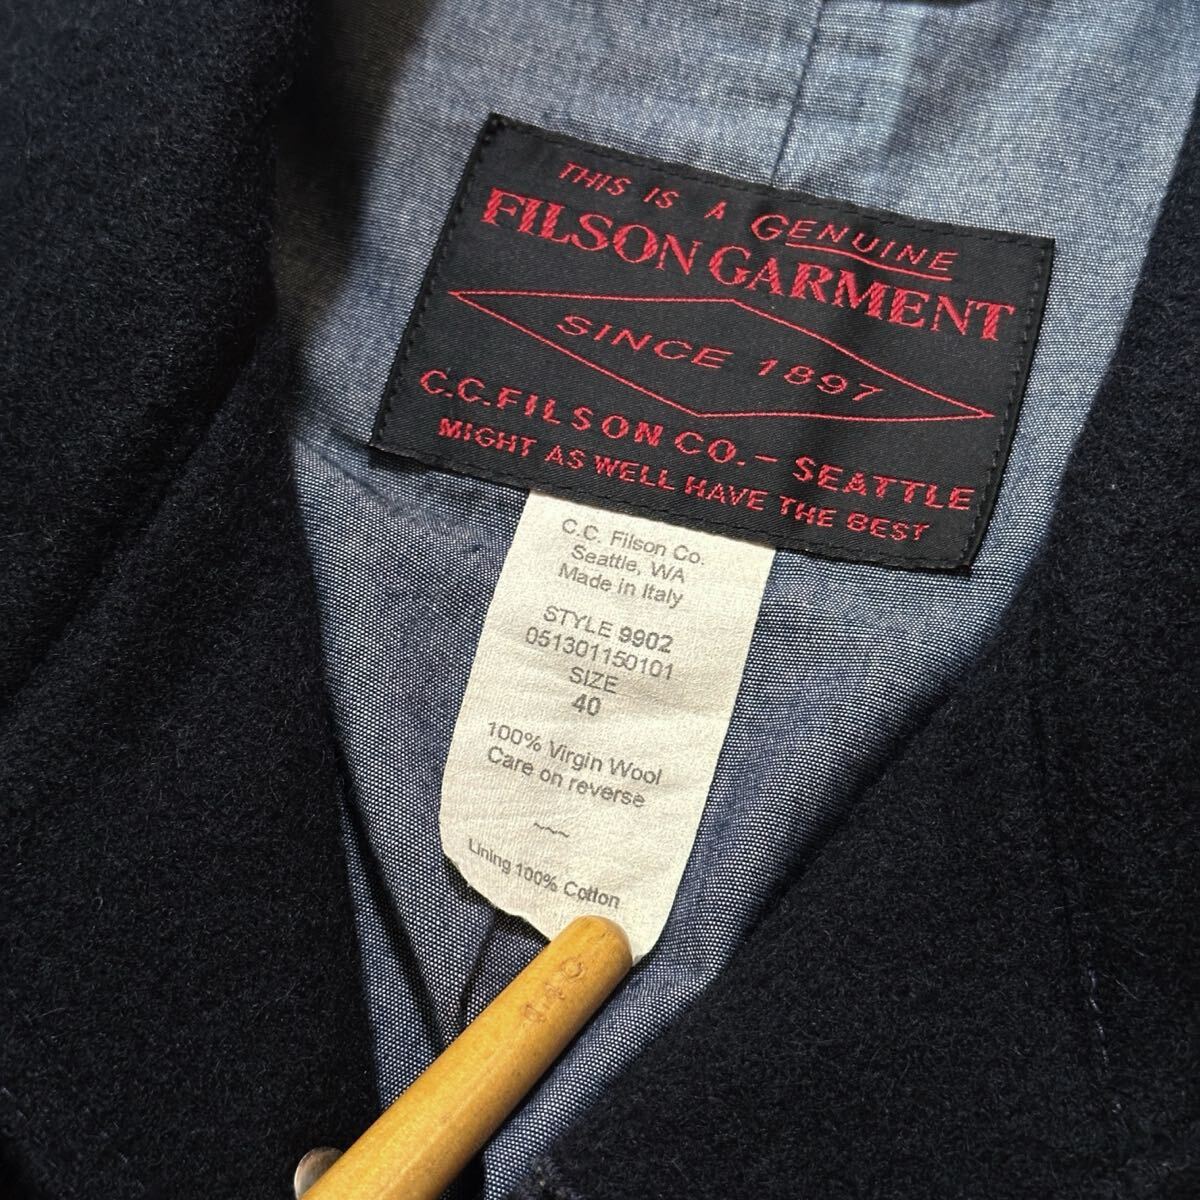 THIS IS A GENUINE
FILSON GARMENT
SINCE 1897
C.C.FILSON CO. – SEATTLE
MIGHT AS WELL HAVE THE BEST
C.C. Filson Co.
Seattle, WA
Made in Italy
STYLE 9902
051301150101
SIZE
40
100% Virgin Wool
Care on reverse
~~~
Lining 100% Cotton